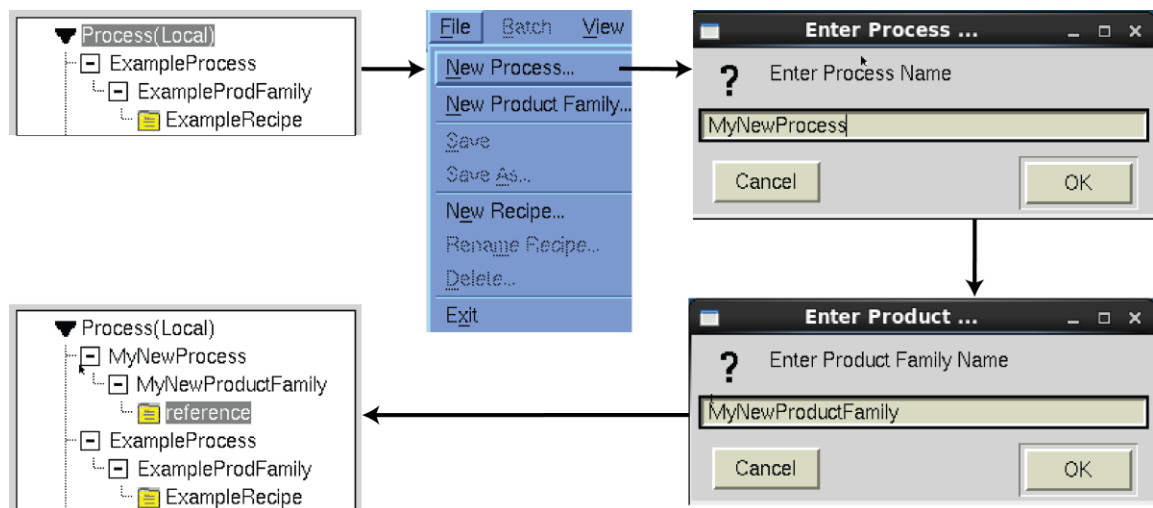 Process(Local)
ExampleProcess
ExampleProdFamily
ExampleRecipe
File Batch View
New Process...
New Product Family...
Save
Save As...
New Recipe...
Rename Recipe...
Delete...
Exit
Enter Process ...
Enter Process Name
MyNewProcess
Cancel OK
Enter Product ...
Enter Product Family Name
MyNewProductFamily
Cancel OK
Process(Local)
MyNewProcess
MyNewProductFamily
reference
ExampleProcess
ExampleProdFamily
ExampleRecipe